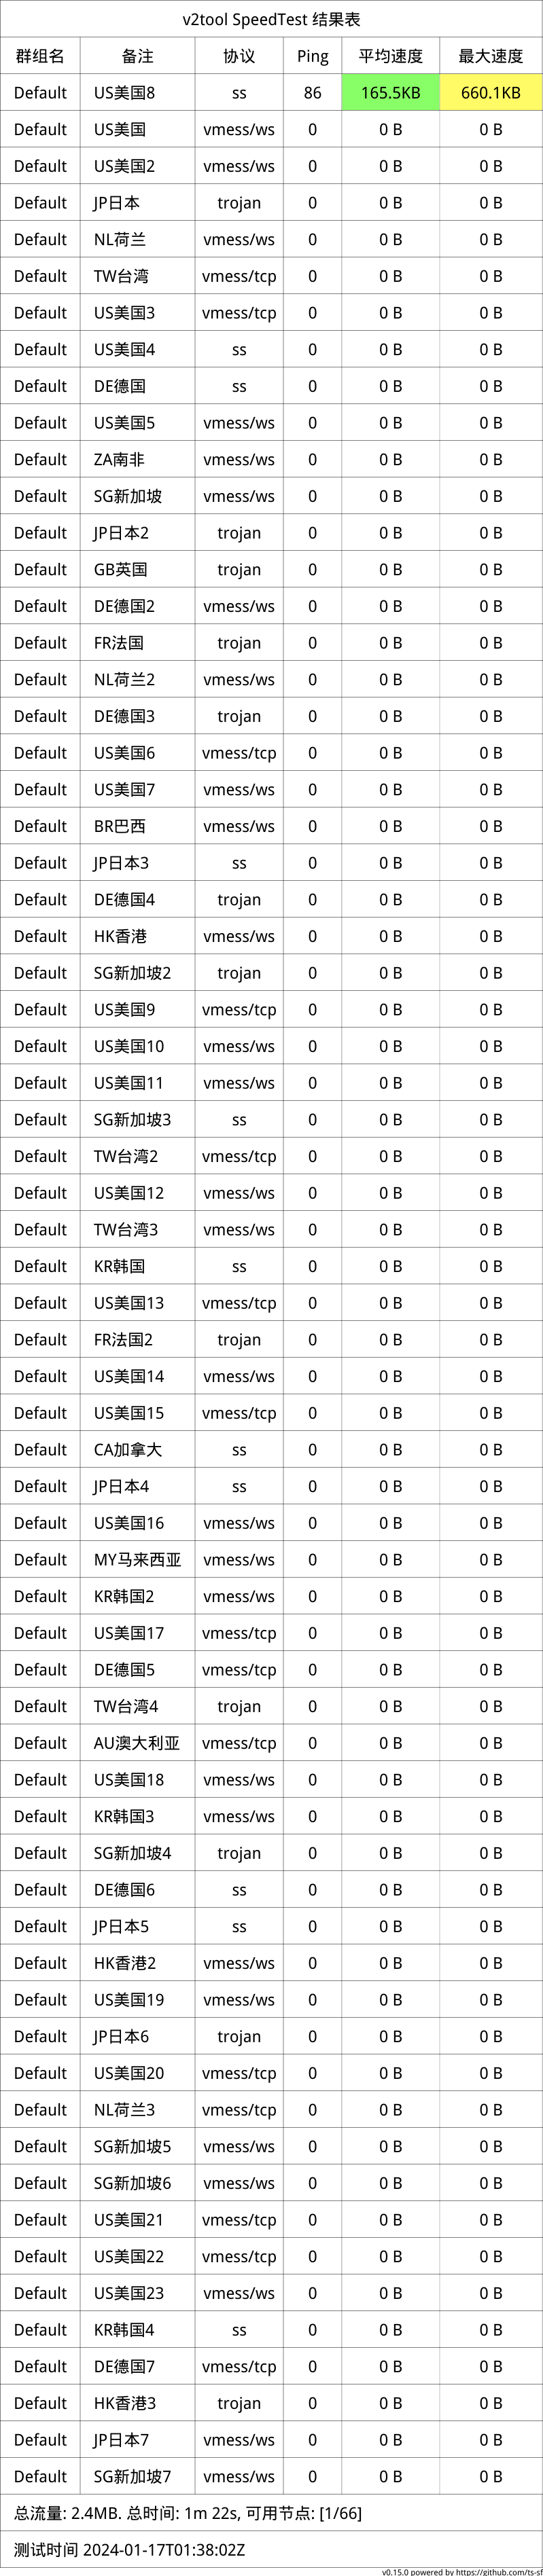 v2tool SpeedTest 结果表
群组名 备注 协议 Ping 平均速度 最大速度
Default US美国8 ss 86 165.5KB 660.1KB
Default US美国 vmess/ws 0 0 B 0 B
Default US美国2 vmess/ws 0 0 B 0 B
Default JP日本 trojan 0 0 B 0 B
Default NL荷兰 vmess/ws 0 0 B 0 B
Default TW台湾 vmess/tcp 0 0 B 0 B
Default US美国3 vmess/tcp 0 0 B 0 B
Default US美国4 ss 0 0 B 0 B
Default DE德国 ss 0 0 B 0 B
Default US美国5 vmess/ws 0 0 B 0 B
Default ZA南非 vmess/ws 0 0 B 0 B
Default SG新加坡 vmess/ws 0 0 B 0 B
Default JP日本2 trojan 0 0 B 0 B
Default GB英国 trojan 0 0 B 0 B
Default DE德国2 vmess/ws 0 0 B 0 B
Default FR法国 trojan 0 0 B 0 B
Default NL荷兰2 vmess/ws 0 0 B 0 B
Default DE德国3 trojan 0 0 B 0 B
Default US美国6 vmess/tcp 0 0 B 0 B
Default US美国7 vmess/ws 0 0 B 0 B
Default BR巴西 vmess/ws 0 0 B 0 B
Default JP日本3 ss 0 0 B 0 B
Default DE德国4 trojan 0 0 B 0 B
Default HK香港 vmess/ws 0 0 B 0 B
Default SG新加坡2 trojan 0 0 B 0 B
Default US美国9 vmess/tcp 0 0 B 0 B
Default US美国10 vmess/ws 0 0 B 0 B
Default US美国11 vmess/ws 0 0 B 0 B
Default SG新加坡3 ss 0 0 B 0 B
Default TW台湾2 vmess/tcp 0 0 B 0 B
Default US美国12 vmess/ws 0 0 B 0 B
Default TW台湾3 vmess/ws 0 0 B 0 B
Default KR韩国 ss 0 0 B 0 B
Default US美国13 vmess/tcp 0 0 B 0 B
Default FR法国2 trojan 0 0 B 0 B
Default US美国14 vmess/ws 0 0 B 0 B
Default US美国15 vmess/tcp 0 0 B 0 B
Default CA加拿大 ss 0 0 B 0 B
Default JP日本4 ss 0 0 B 0 B
Default US美国16 vmess/ws 0 0 B 0 B
Default MY马来西亚 vmess/ws 0 0 B 0 B
Default KR韩国2 vmess/ws 0 0 B 0 B
Default US美国17 vmess/tcp 0 0 B 0 B
Default DE德国5 vmess/tcp 0 0 B 0 B
Default TW台湾4 trojan 0 0 B 0 B
Default AU澳大利亚 vmess/tcp 0 0 B 0 B
Default US美国18 vmess/ws 0 0 B 0 B
Default KR韩国3 vmess/ws 0 0 B 0 B
Default SG新加坡4 trojan 0 0 B 0 B
Default DE德国6 ss 0 0 B 0 B
Default JP日本5 ss 0 0 B 0 B
Default HK香港2 vmess/ws 0 0 B 0 B
Default US美国19 vmess/ws 0 0 B 0 B
Default JP日本6 trojan 0 0 B 0 B
Default US美国20 vmess/tcp 0 0 B 0 B
Default NL荷兰3 vmess/tcp 0 0 B 0 B
Default SG新加坡5 vmess/ws 0 0 B 0 B
Default SG新加坡6 vmess/ws 0 0 B 0 B
Default US美国21 vmess/tcp 0 0 B 0 B
Default US美国22 vmess/tcp 0 0 B 0 B
Default US美国23 vmess/ws 0 0 B 0 B
Default KR韩国4 ss 0 0 B 0 B
Default DE德国7 vmess/tcp 0 0 B 0 B
Default HK香港3 trojan 0 0 B 0 B
Default JP日本7 vmess/ws 0 0 B 0 B
Default SG新加坡7 vmess/ws 0 0 B 0 B
总流量: 2.4MB. 总时间: 1m 22s, 可用节点: [1/66]
测试时间 2024-01-17T01:38:02Z
v0.15.0 powered by https://github.com/ts-sf